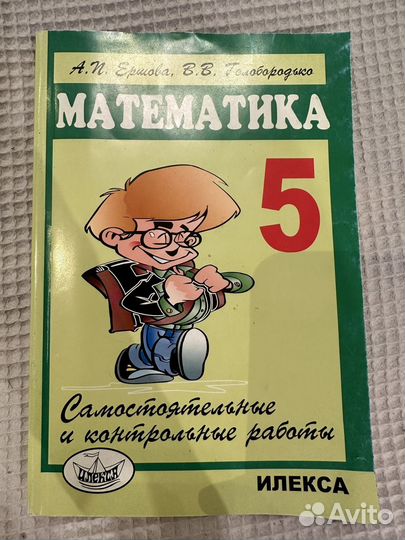 А.П. Ершова, В.В. Голобородько
МАТЕМАТИКА
5
Самостоятельные
и контрольные работы
ИЛЕКСА
ИЛЕКСА
Avito